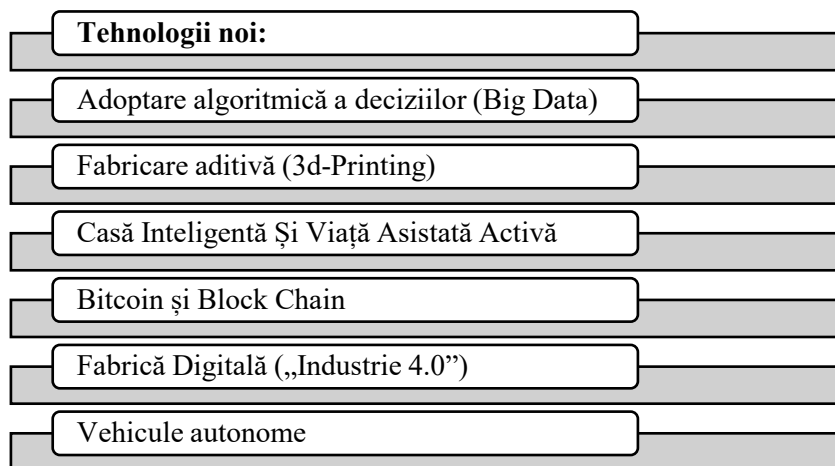 Tehnologii noi:
Adoptare algoritmică a deciziilor (Big Data)
Fabricare aditivă (3d-Printing)
Casă Inteligentă Și Viață Asistată Activă
Bitcoin și Block Chain
Fabrică Digitală („Industrie 4.0”)
Vehicule autonome